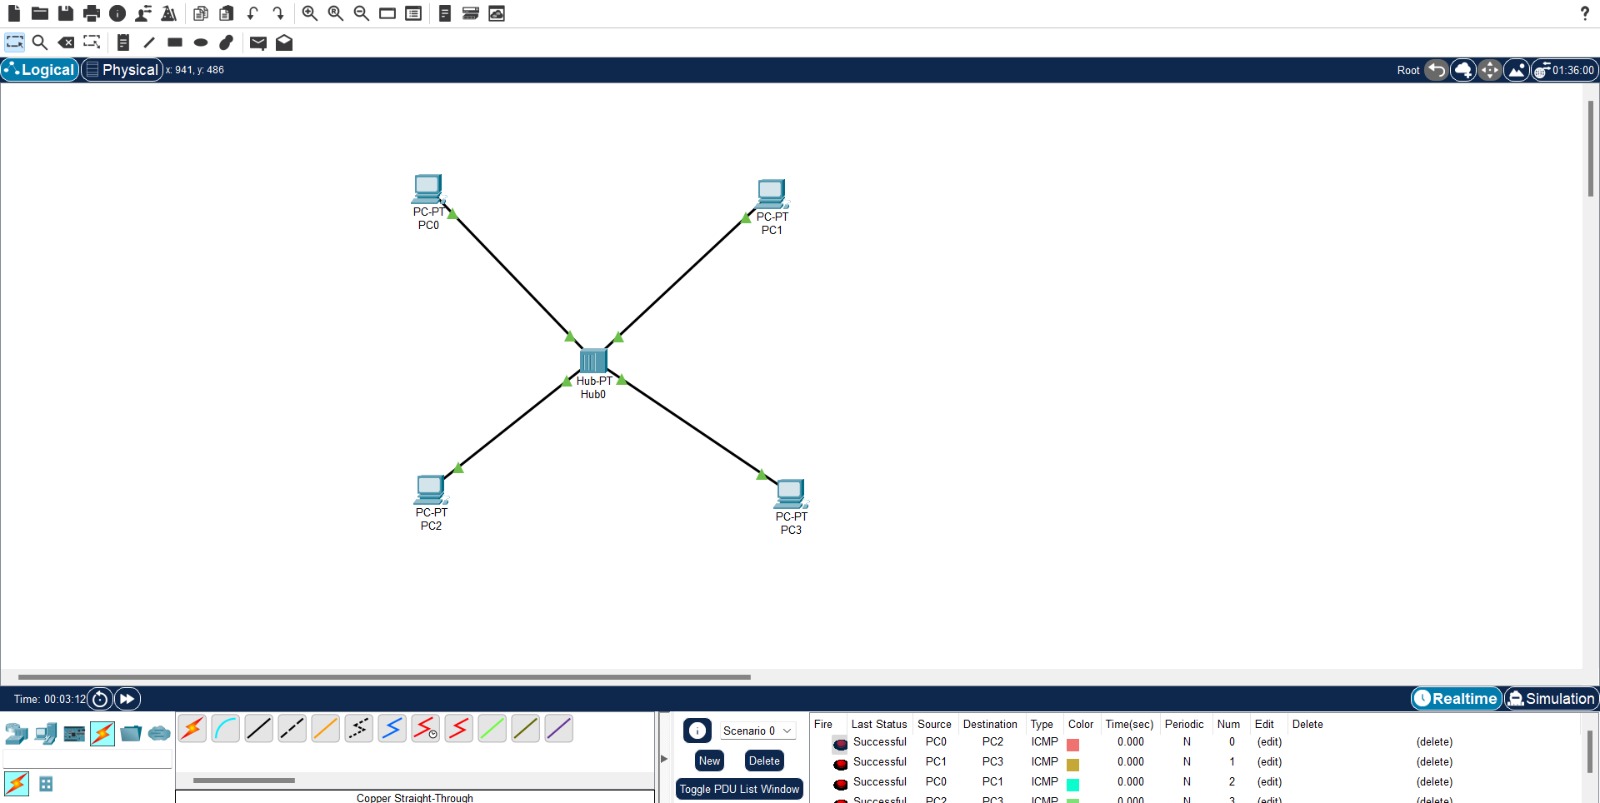 ?
Logical Physical x: 941, y: 486 Root 01:36:00
PC-PT
PC0
PC-PT
PC1
Hub-PT
Hub0
PC-PT
PC2
PC-PT
PC3
Time: 00:03:12 Realtime Simulation
Scenario 0
New Delete
Toggle PDU List Window
Copper Straight-Through
Fire Last Status Source Destination Type Color Time(sec) Periodic Num Edit Delete
Successful PC0 PC2 ICMP 0.000 N 0 (edit) (delete)
Successful PC1 PC3 ICMP 0.000 N 1 (edit) (delete)
Successful PC0 PC1 ICMP 0.000 N 2 (edit) (delete)
Successful PC2 PC3 ICMP 0.000 N 3 (edit) (delete)